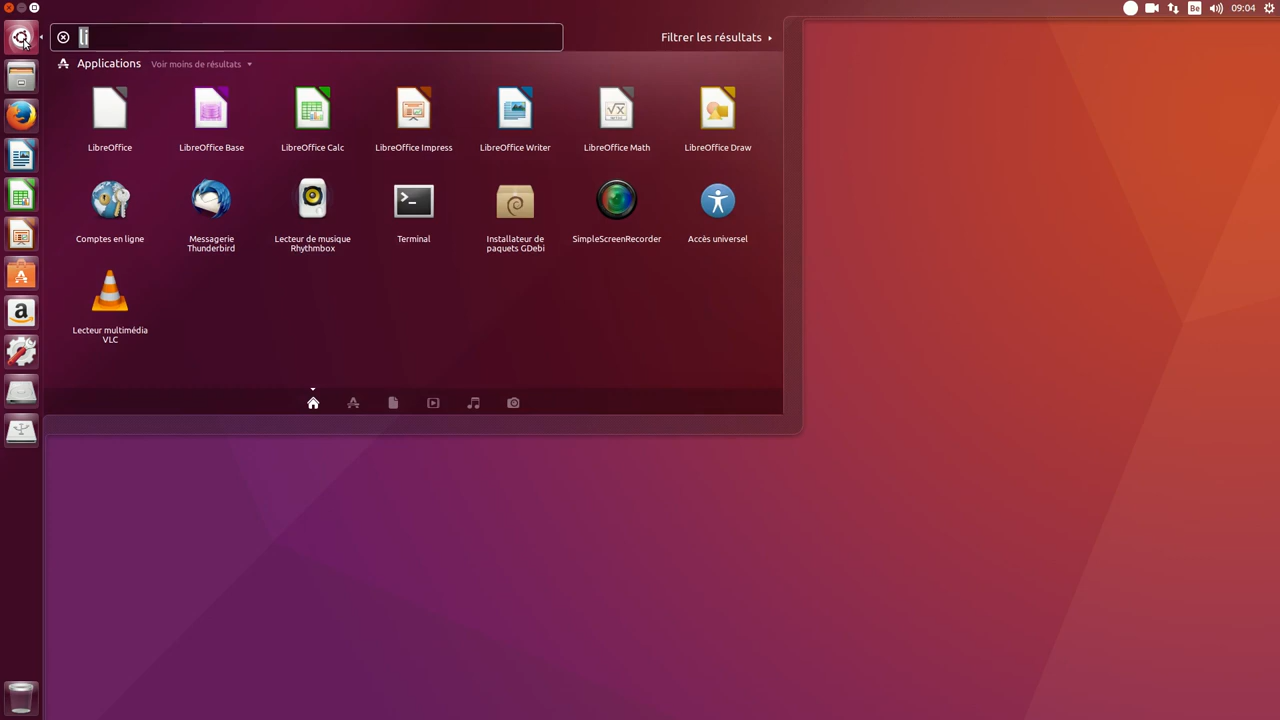 Be 09:04
li
Filtrer les résultats
Applications Voir moins de résultats
LibreOffice
LibreOffice Base
LibreOffice Calc
LibreOffice Impress
LibreOffice Writer
LibreOffice Math
LibreOffice Draw
Comptes en ligne
Messagerie
Thunderbird
Lecteur de musique
Rhythmbox
Terminal
Installateur de
paquets GDebi
SimpleScreenRecorder
Accès universel
Lecteur multimédia
VLC